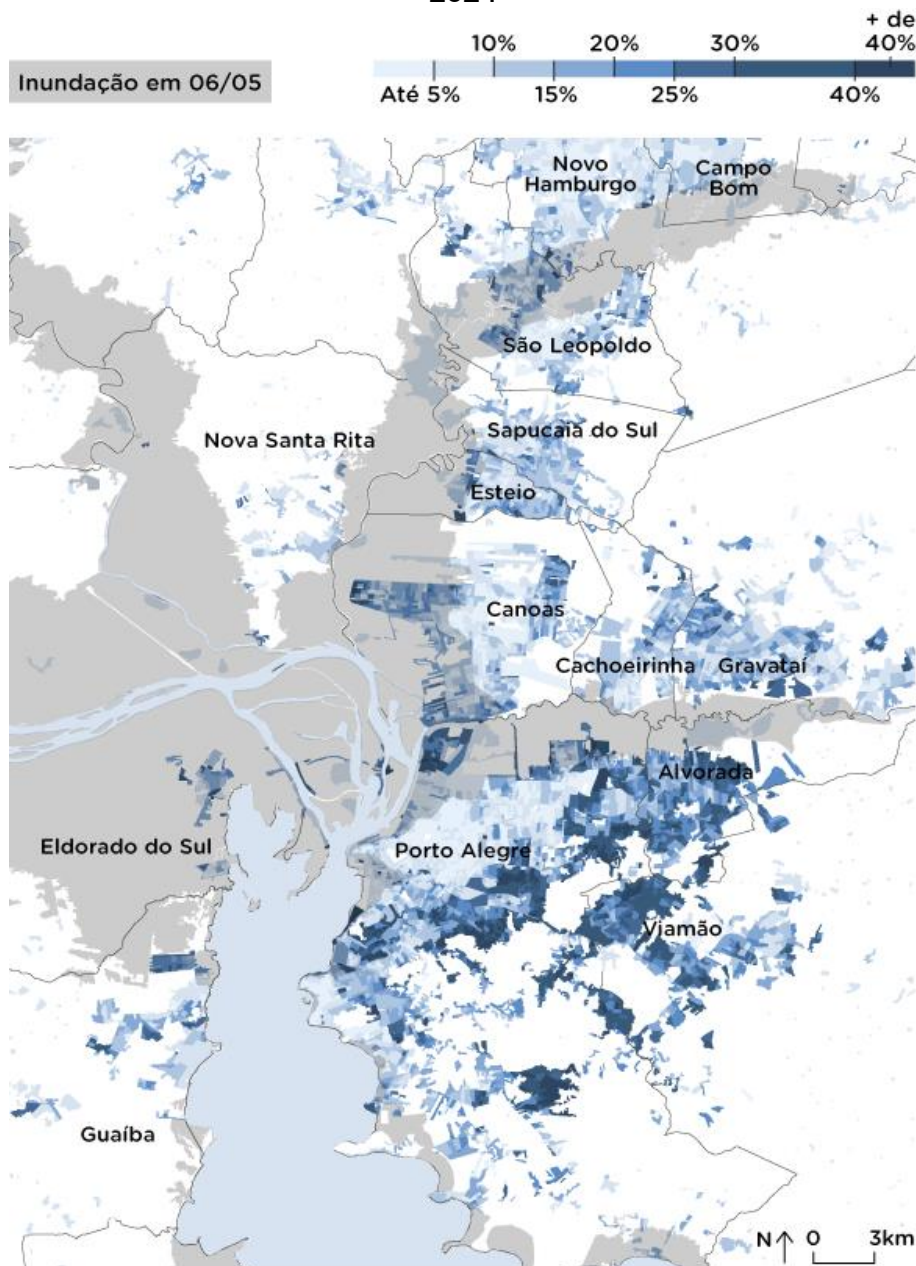 + de
10% 20% 30% 40%
Inundação em 06/05
Até 5% 15% 25% 40%
Novo
Hamburgo
Campo
Bom
São Leopoldo
Nova Santa Rita
Sapucaia do Sul
Esteio
Canoas
Cachoeirinha
Gravataí
Alvorada
Eldorado do Sul
Porto Alegre
Viamão
Guaíba
N 0 3km